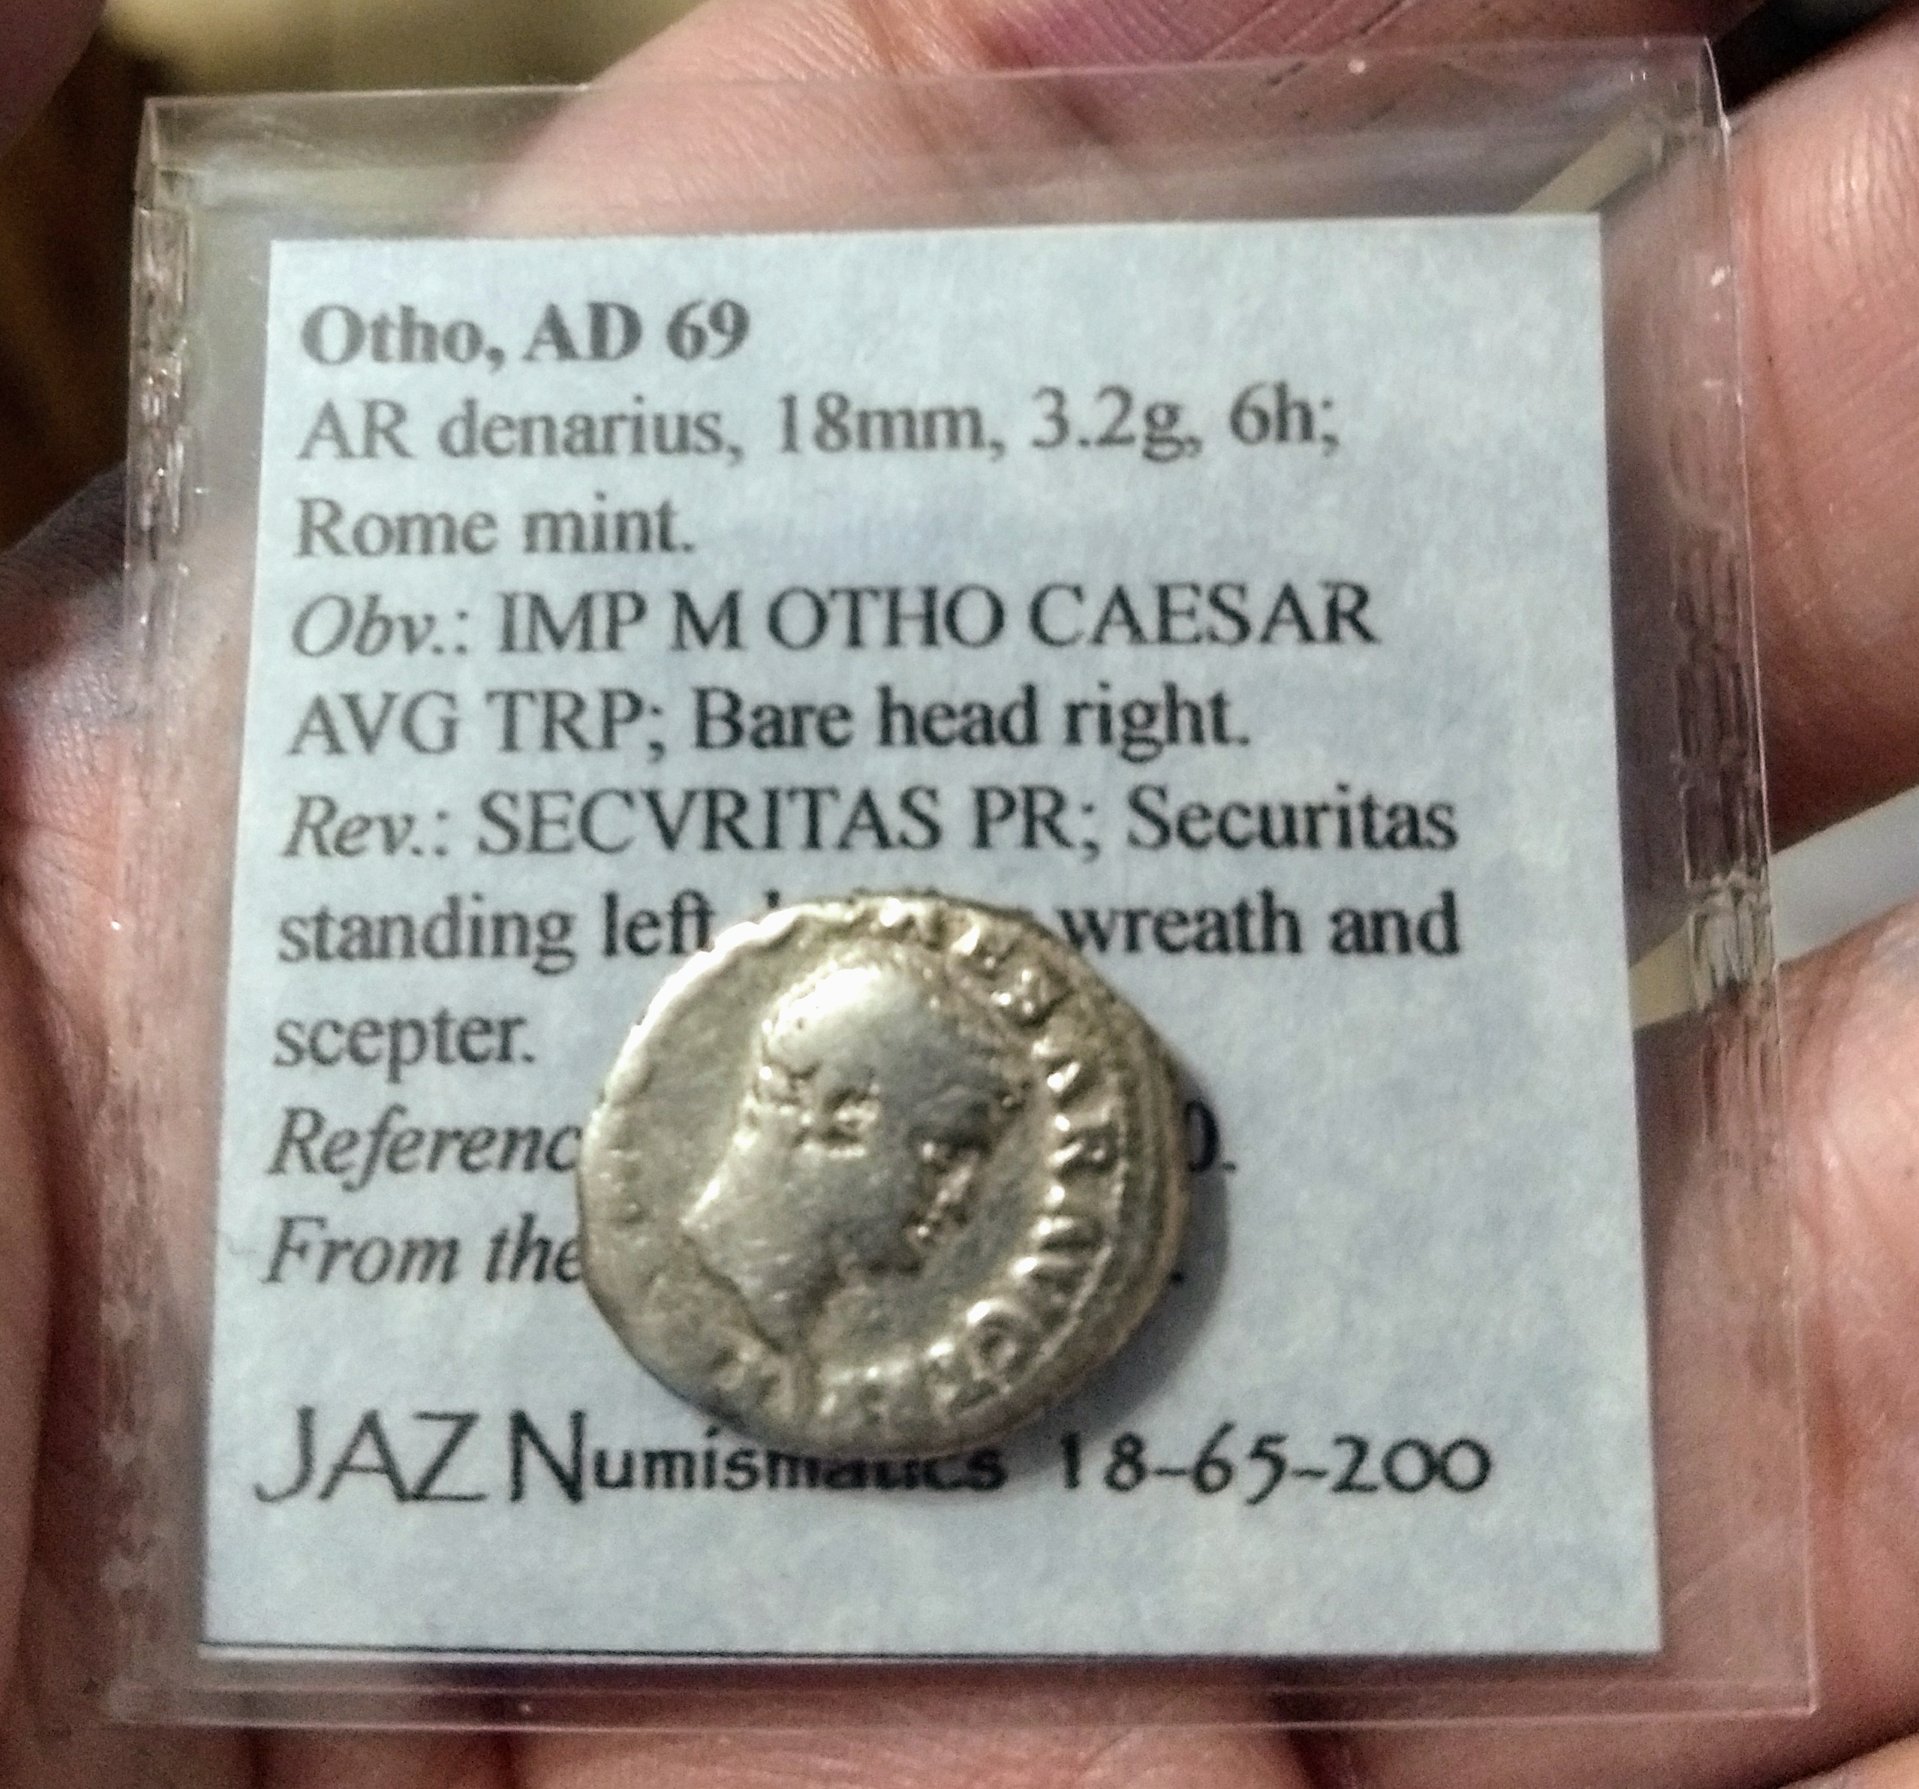 Otho, AD 69
AR denarius, 18mm, 3.2g, 6h;
Rome mint.
Obv.: IMP M OTHO CAESAR
AVG TRP; Bare head right.
Rev.: SECVRITAS PR; Securitas
standing left, wreath and
scepter.
From the
JAZ Numismatics 18-65-200